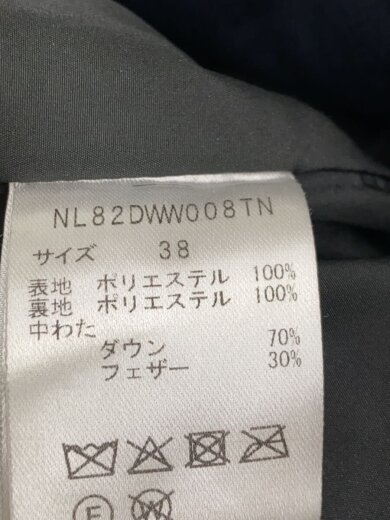 NL82DWW008TN
サイズ 38
表地 ポリエステル 100%
裏地 ポリエステル 100%
中わた
ダウン 70%
フェザー 30%
F W